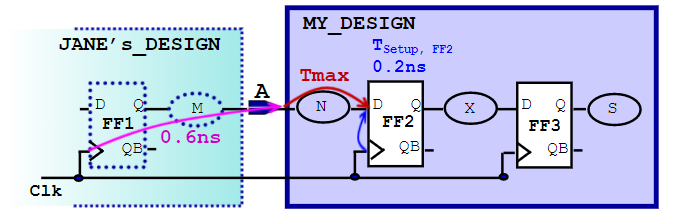 MY_DESIGN
JANE's_DESIGN
TSetup, FF2
0.2ns
Tmax
A
D Q
M
N
D Q
X
D Q
S
FF1
FF2
FF3
0.6ns
QB
QB
QB
Clk